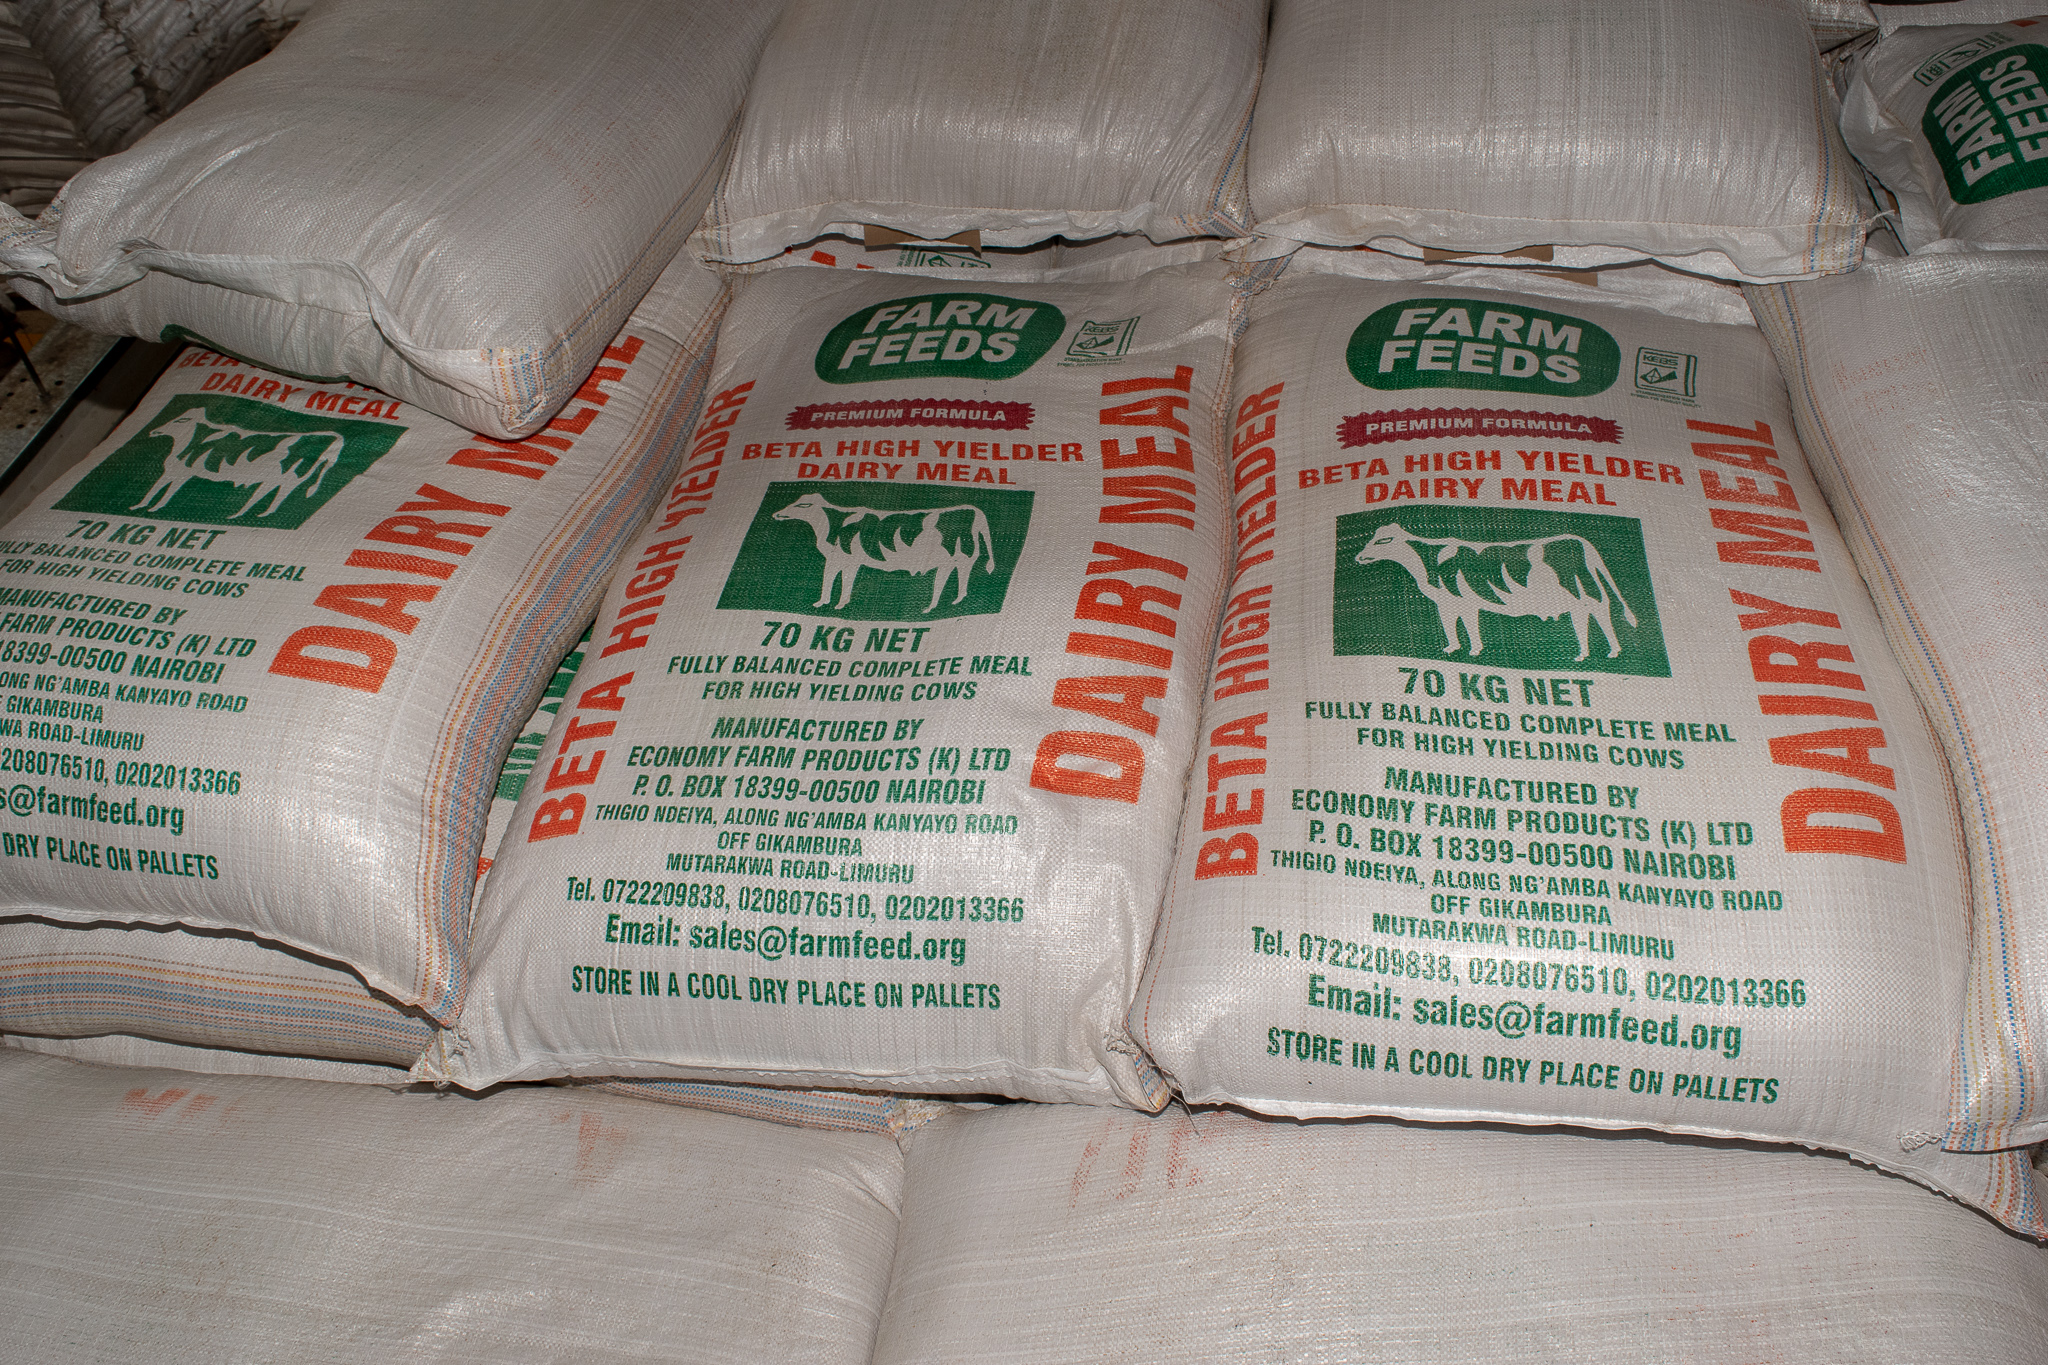 FARM
FEEDS
BETA
DAIRY MEAL
70 KG NET
FULLY BALANCED COMPLETE MEAL
FOR HIGH YIELDING COWS
MANUFACTURED BY
FARM PRODUCTS (K) LTD
18399-00500 NAIROBI
NG'AMBA KANYAYO ROAD
GIKAMBURA
ROAD-LIMURU
0208076510, 0202013366
@farmfeed.org
DRY PLACE ON PALLETS
DAIRY MEAL
BETA HIGH YIELDER
FARM
FEEDS
KEBS
PREMIUM FORMULA
BETA HIGH YIELDER
DAIRY MEAL
70 KG NET
FULLY BALANCED COMPLETE MEAL
FOR HIGH YIELDING COWS
MANUFACTURED BY
ECONOMY FARM PRODUCTS (K) LTD
P. O. BOX 18399-00500 NAIROBI
THIGIO NDEIYA, ALONG NG'AMBA KANYAYO ROAD
OFF GIKAMBURA
MUTARAKWA ROAD-LIMURU
Tel. 0722209838, 0208076510, 0202013366
Email: sales@farmfeed.org
STORE IN A COOL DRY PLACE ON PALLETS
DAIRY MEAL
BETA HIGH YIELDER
FARM
FEEDS
KEBS
PREMIUM FORMULA
BETA HIGH YIELDER
DAIRY MEAL
70 KG NET
FULLY BALANCED COMPLETE MEAL
FOR HIGH YIELDING COWS
MANUFACTURED BY
ECONOMY FARM PRODUCTS (K) LTD
P. O. BOX 18399-00500 NAIROBI
THIGIO NDEIYA, ALONG NG'AMBA KANYAYO ROAD
OFF GIKAMBURA
MUTARAKWA ROAD-LIMURU
Tel. 0722209838, 0208076510, 0202013366
Email: sales@farmfeed.org
STORE IN A COOL DRY PLACE ON PALLETS
DAIRY MEAL